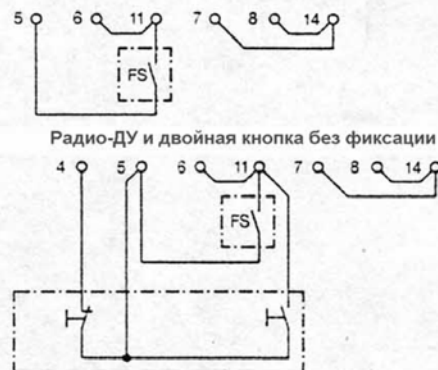 5 6 11 7 8 14
FS
Радио-ДУ и двойная кнопка без фиксации
4 5 6 11 7 8 14
FS